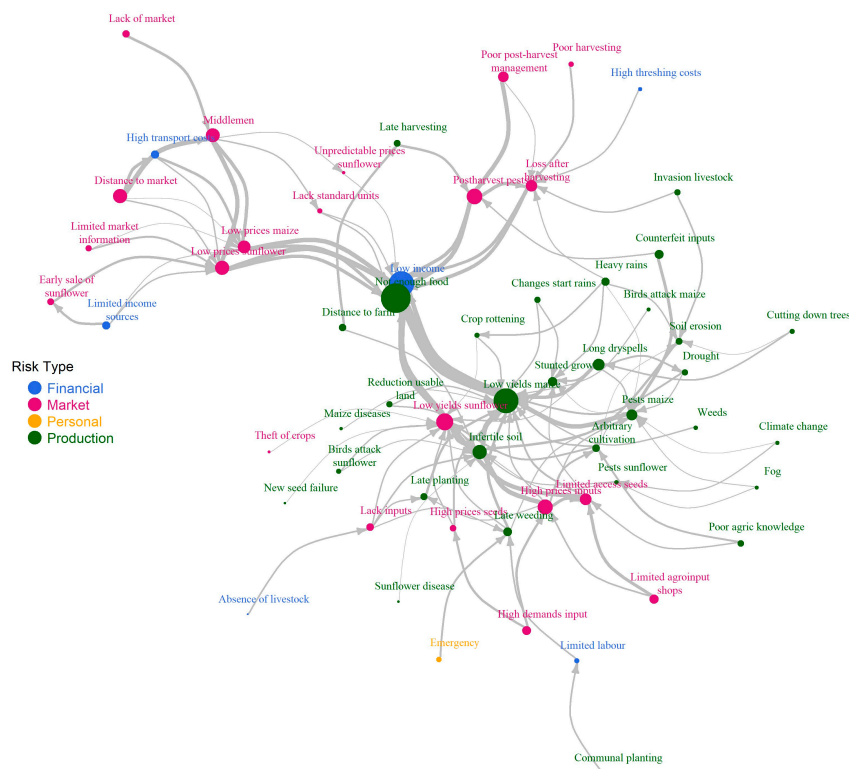 Lack of market
Poor post-harvest
management
Poor harvesting
High threshing costs
Middlemen
High transport costs
Late harvesting
Unpredictable prices
sunflower
Loss after
harvesting
Postharvest pests
Distance to market
Lack standard units
Invasion livestock
Limited market
information
Low prices maize
Low prices sunflower
Counterfeit inputs
Heavy rains
Early sale of
sunflower
Limited income
sources
Low income
Not enough food
Changes start rains
Birds attack maize
Distance to farm
Crop rottening
Soil erosion
Cutting down trees
Long dryspells
Drought
Stunted growth
Risk Type
Financial
Market
Personal
Production
Reduction usable
land
Low yields maize
Pests maize
Maize diseases
Low yields sunflower
Theft of crops
Infertile soil
Arbitrary
cultivation
Weeds
Climate change
Birds attack
sunflower
Pests sunflower
Fog
New seed failure
Late planting
Limited access seeds
High prices inputs
Lack inputs
High prices seeds
Late weeding
Poor agric knowledge
Absence of livestock
Sunflower disease
Limited agroinput
shops
High demands input
Emergency
Limited labour
Communal planting